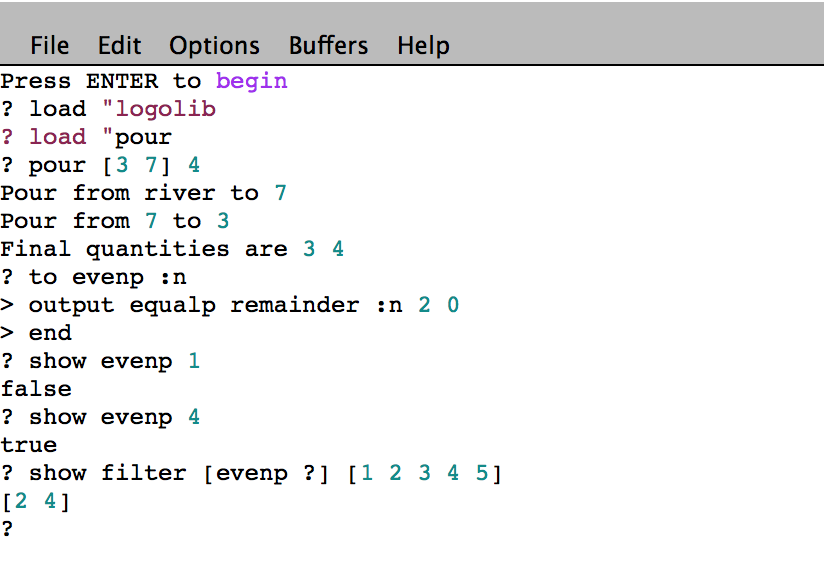 File Edit Options Buffers Help
Press ENTER to begin
? load "logolib
? load "pour
? pour [3 7] 4
Pour from river to 7
Pour from 7 to 3
Final quantities are 3 4
? to evenp :n
> output equalp remainder :n 2 0
> end
? show evenp 1
false
? show evenp 4
true
? show filter [evenp ?] [1 2 3 4 5]
[2 4]
?